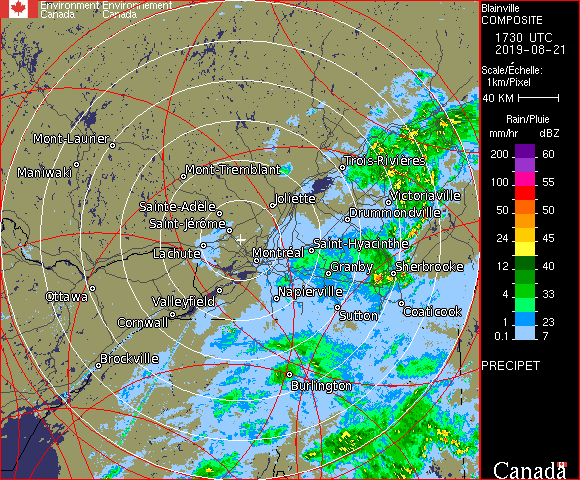 Environment Environnement
Canada Canada
Blainville
COMPOSITE
1730 UTC
2019-08-21
Scale/Échelle:
1km/Pixel
40 KM
Rain/Pluie
mm/hr dBZ
200 60
150 57
100 55
50 50
24 45
12 40
4 33
1 23
0.1 7
PRECIPET
Canada
Mont-Laurier
Maniwaki
Mont-Tremblant
Trois-Rivières
Sainte-Adèle
Joliette
Victoriaville
Saint-Jérôme
Drummondville
Lachute
Montréal
Saint-Hyacinthe
Granby
Sherbrooke
Ottawa
Valleyfield
Napierville
Cornwall
Sutton
Coaticook
Brockville
Burlington